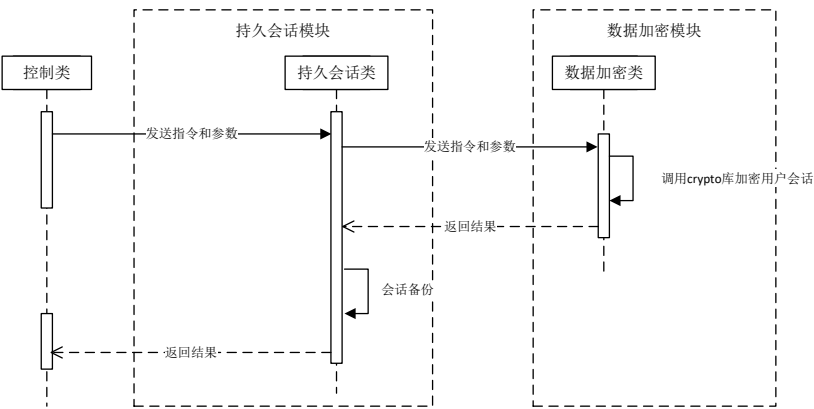 持久会话模块
数据加密模块
控制类
持久会话类
数据加密类
发送指令和参数
发送指令和参数
调用crypto库加密用户会话
返回结果
会话备份
返回结果